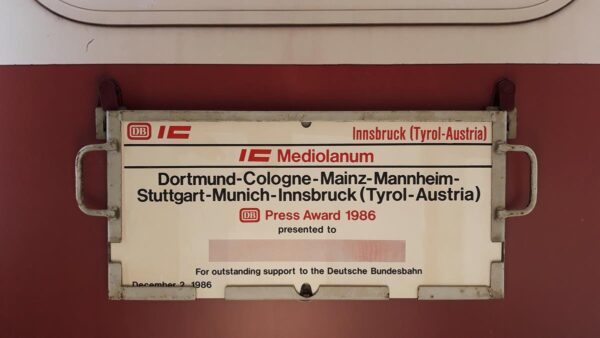 DB IC Innsbruck (Tyrol-Austria)
IC Mediolanum
Dortmund-Cologne-Mainz-Mannheim-
Stuttgart-Munich-Innsbruck (Tyrol-Austria)
DB Press Award 1986
presented to
For outstanding support to the Deutsche Bundesbahn
December 2, 1986